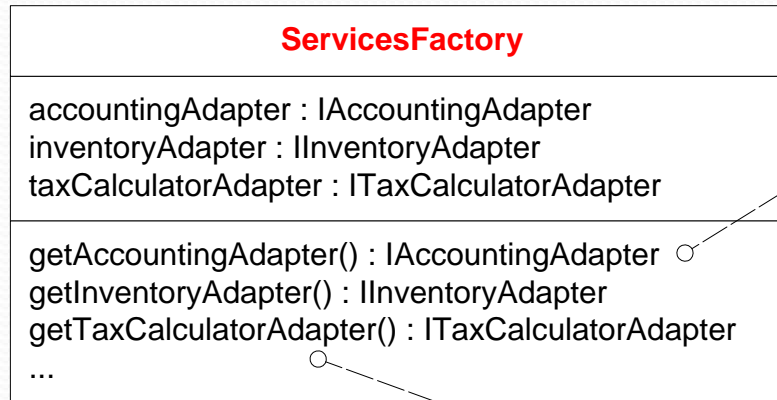 ServicesFactory
accountingAdapter : IAccountingAdapter
inventoryAdapter : IInventoryAdapter
taxCalculatorAdapter : ITaxCalculatorAdapter
getAccountingAdapter() : IAccountingAdapter
getInventoryAdapter() : IInventoryAdapter
getTaxCalculatorAdapter() : ITaxCalculatorAdapter
...